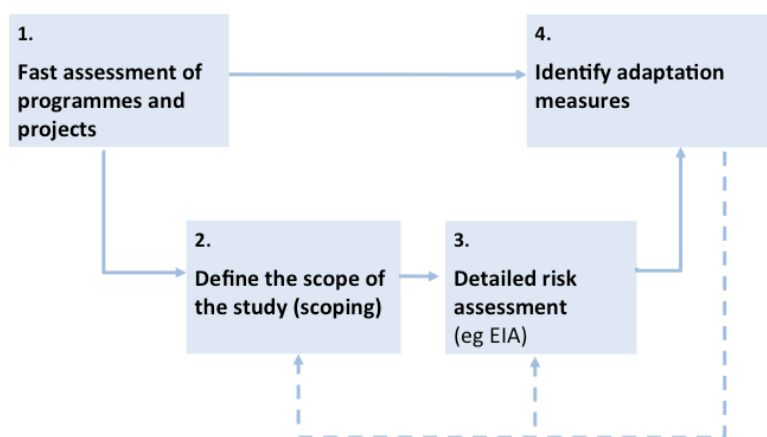 1.
Fast assessment of
programmes and
projects
4.
Identify adaptation
measures
2.
Define the scope of
the study (scoping)
3.
Detailed risk
assessment
(eg EIA)